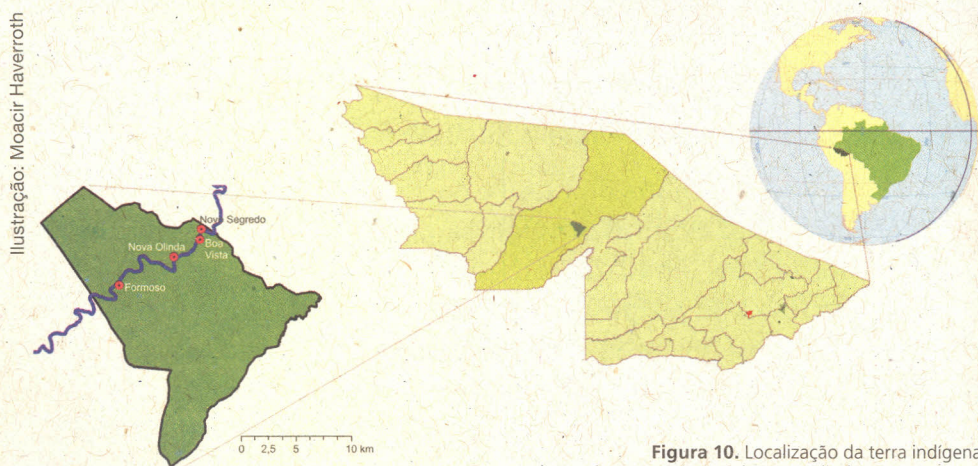 Ilustração: Moacir Haverroth
Novo Segredo
Nova Olinda
Boa
Vista
Formoso
0 2,5 5 10 km
Figura 10. Localização da terra indígen